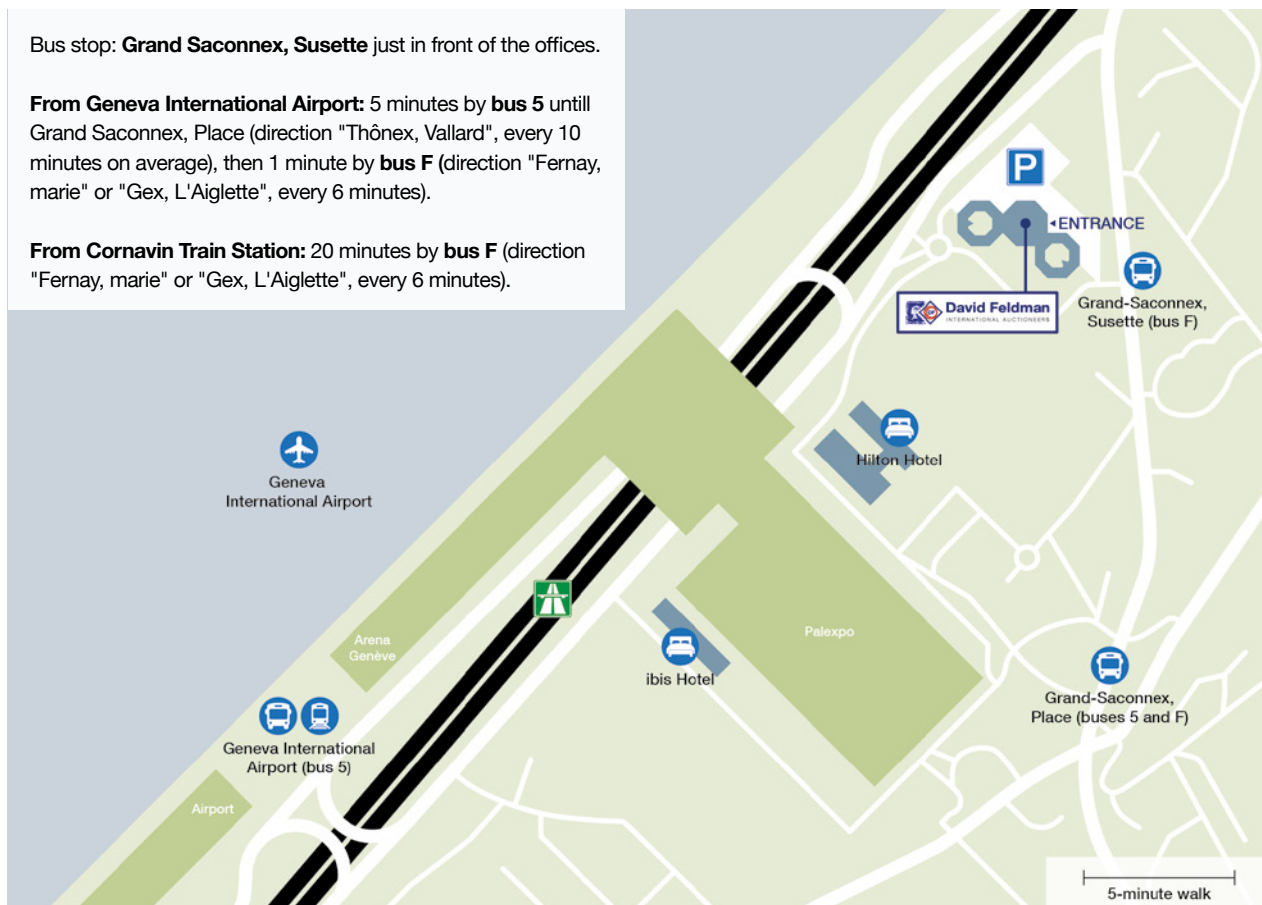 Bus stop: Grand Saconnex, Susette just in front of the offices.
From Geneva International Airport: 5 minutes by bus 5 untill
Grand Saconnex, Place (direction "Thônex, Vallard", every 10
minutes on average), then 1 minute by bus F (direction "Fernay,
marie" or "Gex, L'Aiglette", every 6 minutes).
From Cornavin Train Station: 20 minutes by bus F (direction
"Fernay, marie" or "Gex, L'Aiglette", every 6 minutes).
P
ENTRANCE
David Feldman
INTERNATIONAL AUCTIONEERS
Grand-Saconnex,
Susette (bus F)
Hilton Hotel
Geneva
International Airport
Arena
Genève
Palexpo
ibis Hotel
Grand-Saconnex,
Place (buses 5 and F)
Geneva International
Airport (bus 5)
Airport
5-minute walk